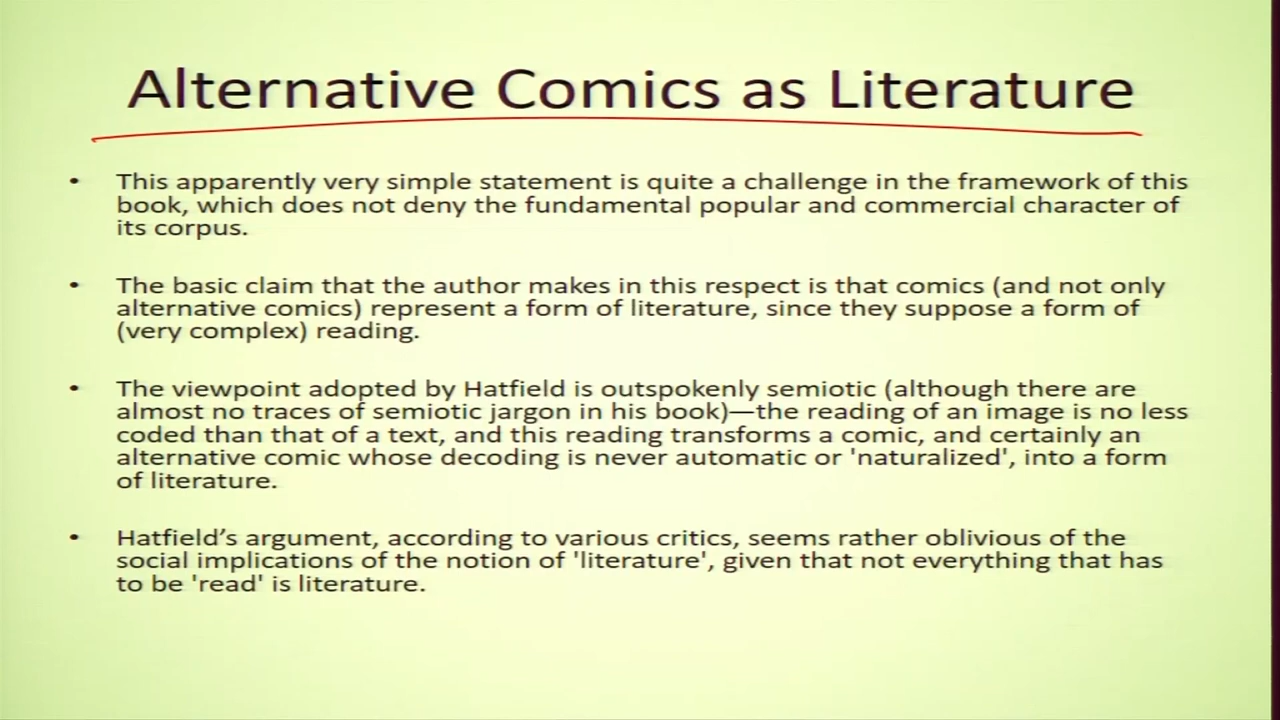 Alternative Comics as Literature
• This apparently very simple statement is quite a challenge in the framework of this
book, which does not deny the fundamental popular and commercial character of
its corpus.
• The basic claim that the author makes in this respect is that comics (and not only
alternative comics) represent a form of literature, since they suppose a form of
(very complex) reading.
• The viewpoint adopted by Hatfield is outspokenly semiotic (although there are
almost no traces of semiotic jargon in his book)—the reading of an image is no less
coded than that of a text, and this reading transforms a comic, and certainly an
alternative comic whose decoding is never automatic or 'naturalized', into a form
of literature.
• Hatfield’s argument, according to various critics, seems rather oblivious of the
social implications of the notion of 'literature', given that not everything that has
to be 'read' is literature.